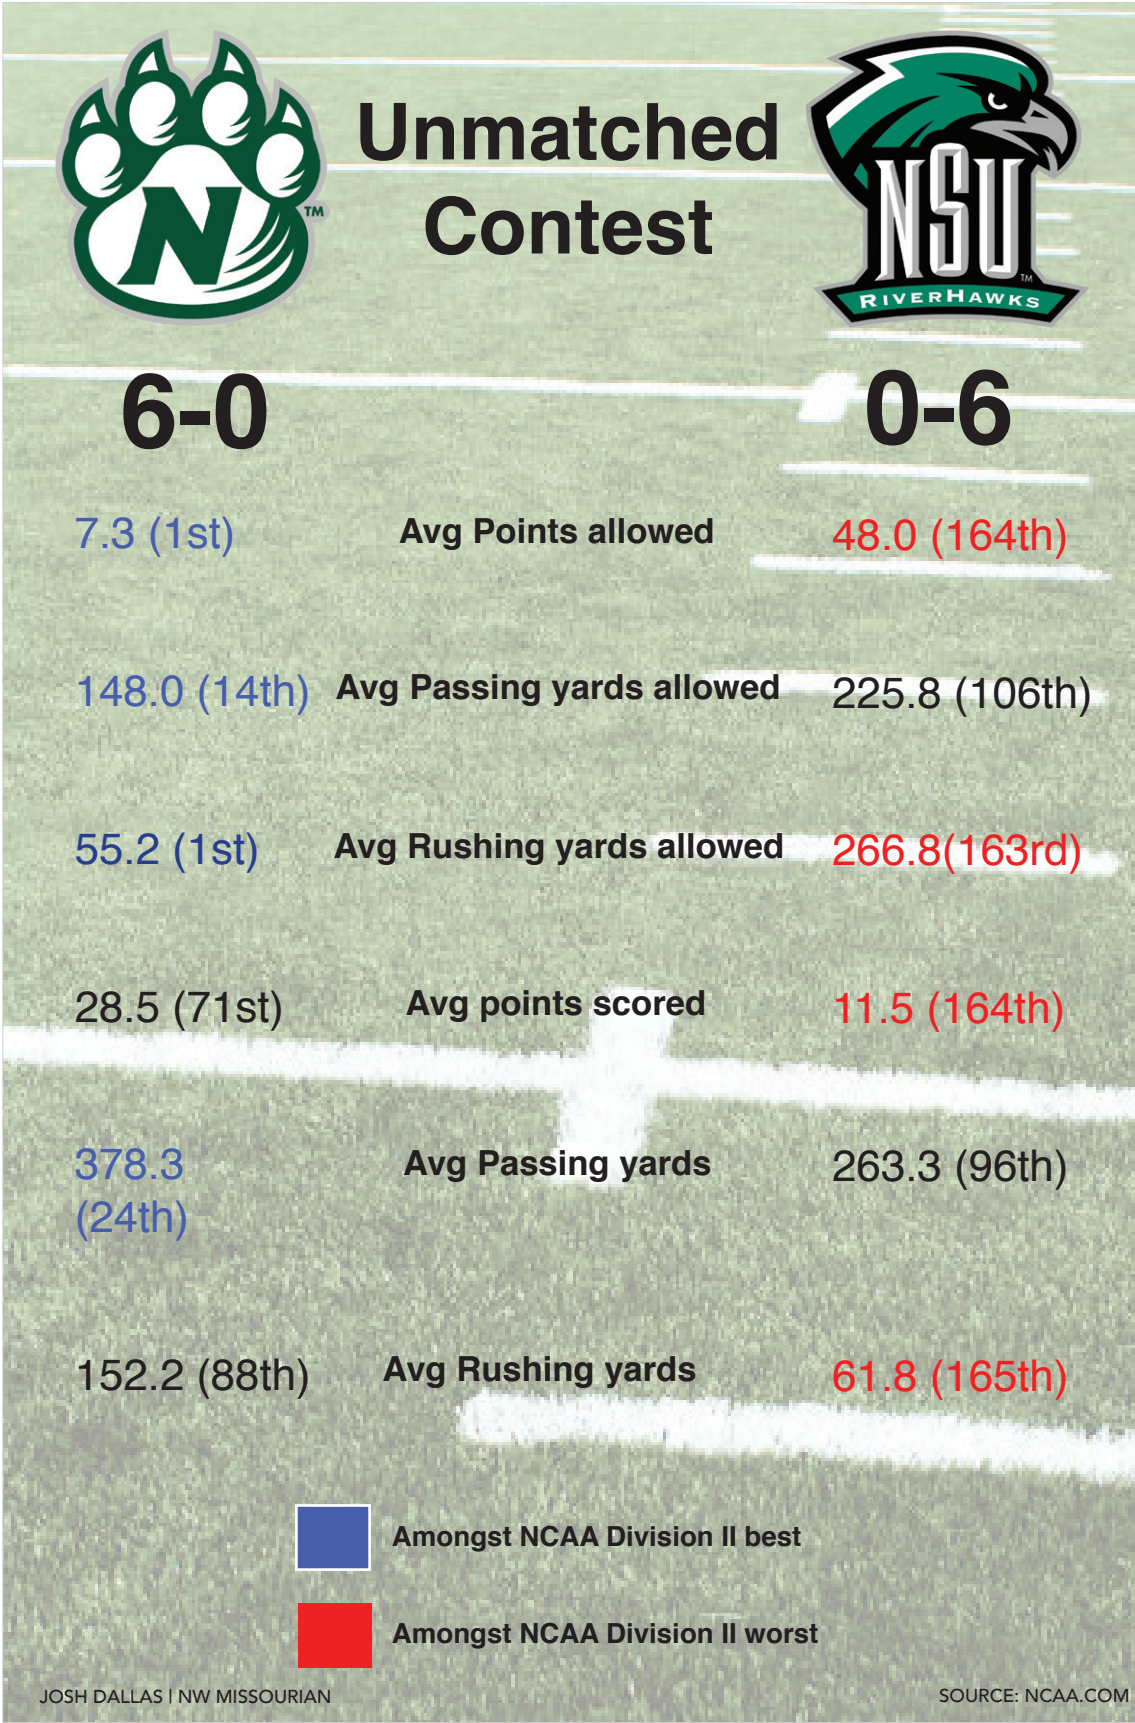 Unmatched
Contest
N
TM
NSU
TM
RIVERHAWKS
6-0
0-6
7.3 (1st) Avg Points allowed 48.0 (164th)
148.0 (14th) Avg Passing yards allowed 225.8 (106th)
55.2 (1st) Avg Rushing yards allowed 266.8(163rd)
28.5 (71st) Avg points scored 11.5 (164th)
378.3 Avg Passing yards 263.3 (96th)
(24th)
152.2 (88th) Avg Rushing yards 61.8 (165th)
Amongst NCAA Division II best
Amongst NCAA Division II worst
JOSH DALLAS | NW MISSOURIAN
SOURCE: NCAA.COM